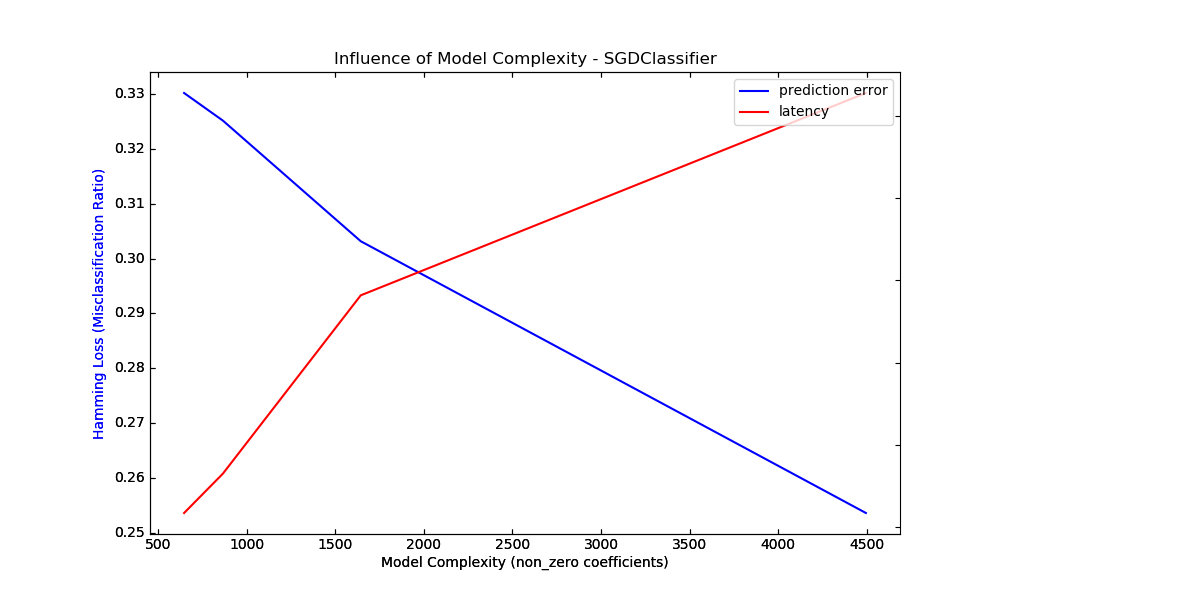 Influence of Model Complexity - SGDClassifier
prediction error
latency
0.33
0.32
0.31
0.30
0.29
0.28
0.27
0.26
0.25
Hamming Loss (Misclassification Ratio)
500 1000 1500 2000 2500 3000 3500 4000 4500
Model Complexity (non_zero coefficients)